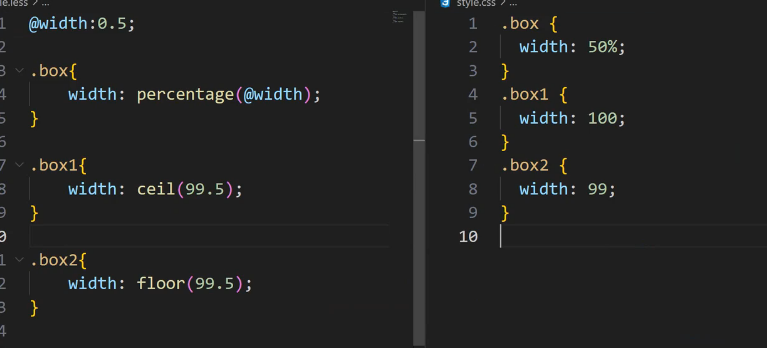 le.less > ...
1 @width:0.5;
2
3 .box{
4 width: percentage(@width);
5 }
6
7 .box1{
8 width: ceil(99.5);
9 }
0
1 .box2{
2 width: floor(99.5);
3 }
4
style.css > ...
1 .box {
2 width: 50%;
3 }
4 .box1 {
5 width: 100;
6 }
7 .box2 {
8 width: 99;
9 }
10